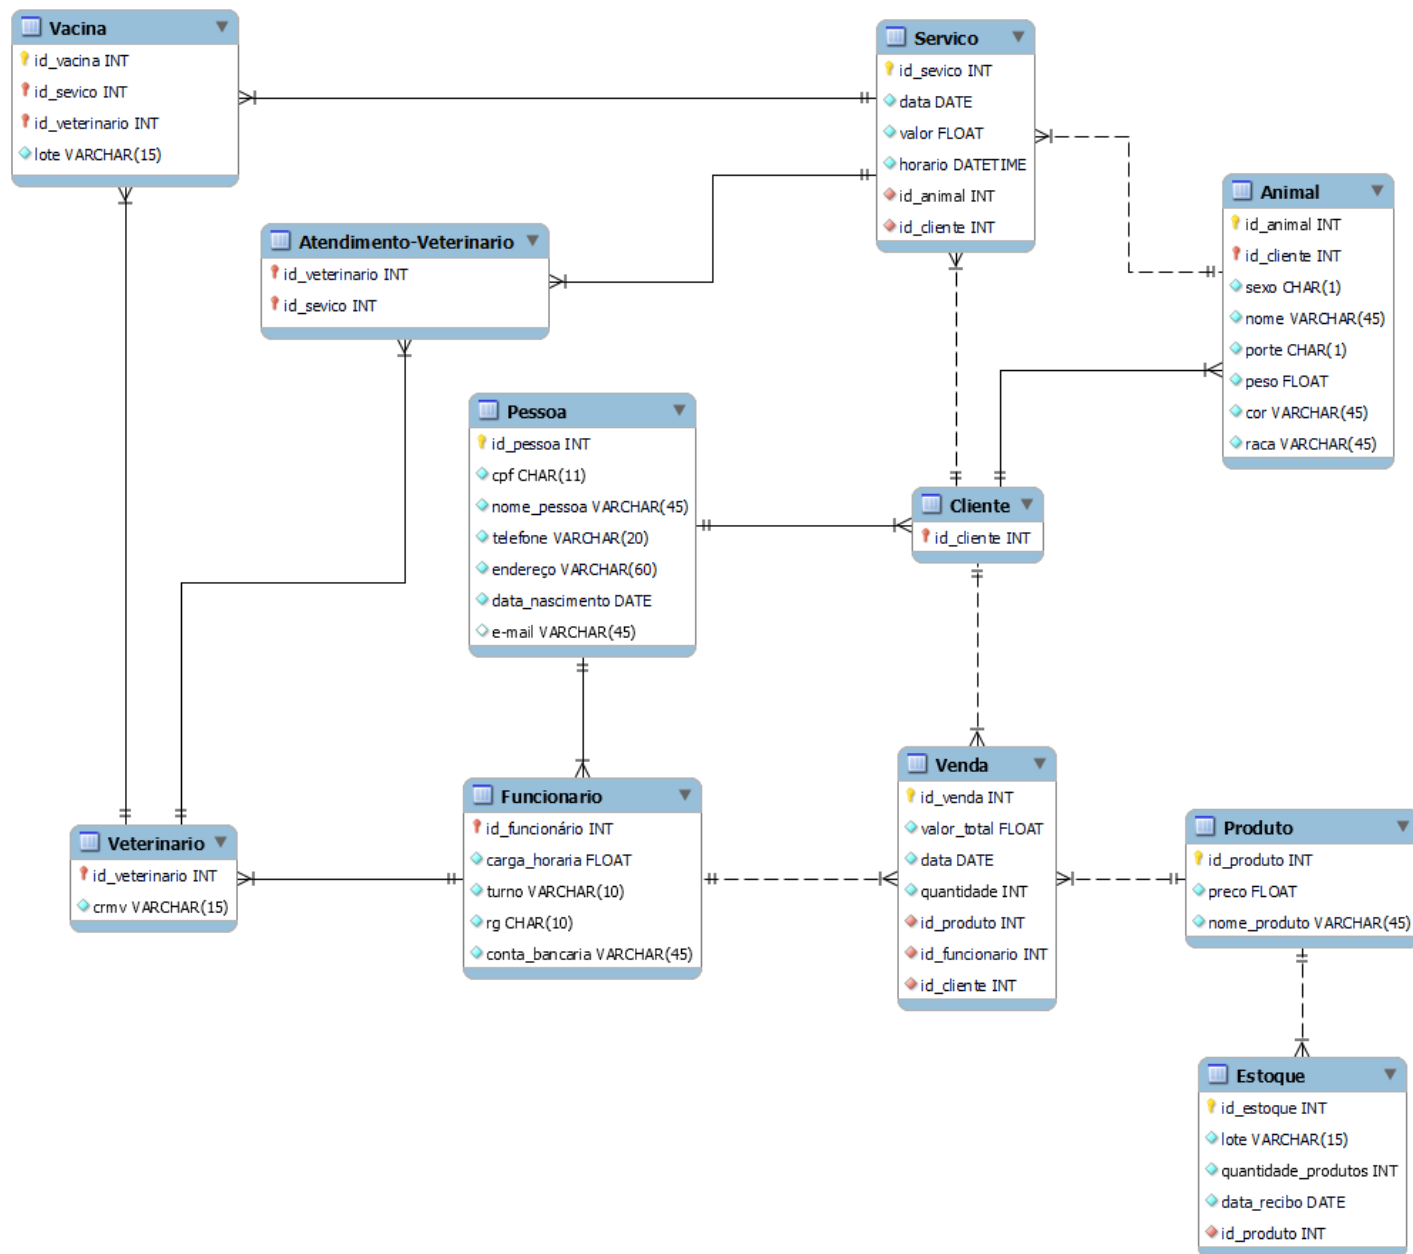 Vacina
id_vacina INT
id_sevico INT
id_veterinario INT
lote VARCHAR(15)
Servico
id_sevico INT
data DATE
valor FLOAT
horario DATETIME
id_animal INT
id_cliente INT
Animal
id_animal INT
id_cliente INT
sexo CHAR(1)
nome VARCHAR(45)
porte CHAR(1)
peso FLOAT
cor VARCHAR(45)
raca VARCHAR(45)
Atendimento-Veterinario
id_veterinario INT
id_sevico INT
Pessoa
id_pessoa INT
cpf CHAR(11)
nome_pessoa VARCHAR(45)
telefone VARCHAR(20)
endereço VARCHAR(60)
data_nascimento DATE
e-mail VARCHAR(45)
Cliente
id_cliente INT
Veterinario
id_veterinario INT
crmv VARCHAR(15)
Funcionario
id_funcionário INT
carga_horaria FLOAT
turno VARCHAR(10)
rg CHAR(10)
conta_bancaria VARCHAR(45)
Venda
id_venda INT
valor_total FLOAT
data DATE
quantidade INT
id_produto INT
id_funcionario INT
id_cliente INT
Produto
id_produto INT
preco FLOAT
nome_produto VARCHAR(45)
Estoque
id_estoque INT
lote VARCHAR(15)
quantidade_produtos INT
data_recibo DATE
id_produto INT